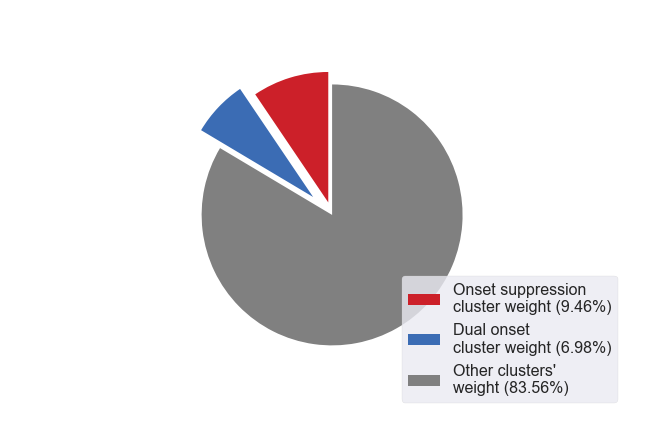 Onset suppression
cluster weight (9.46%)
Dual onset
cluster weight (6.98%)
Other clusters'
weight (83.56%)